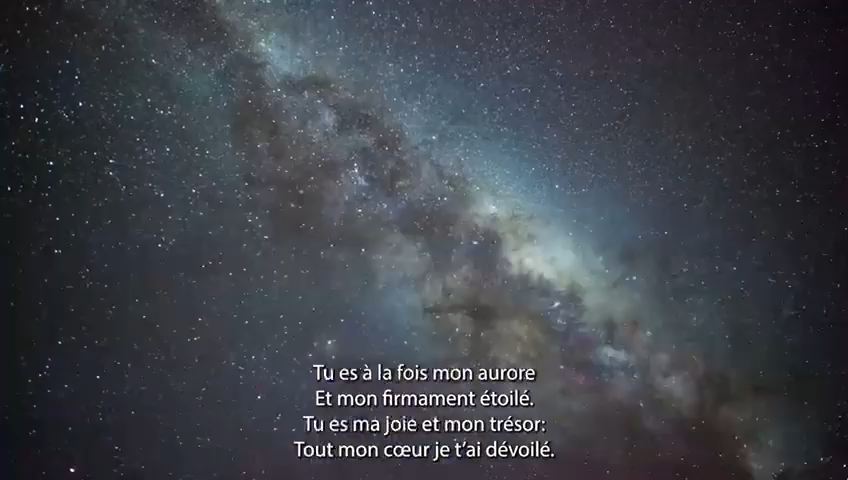 Tu es à la fois mon aurore
Et mon firmament étoilé.
Tu es ma joie et mon trésor:
Tout mon cœur je t’ai dévoilé.